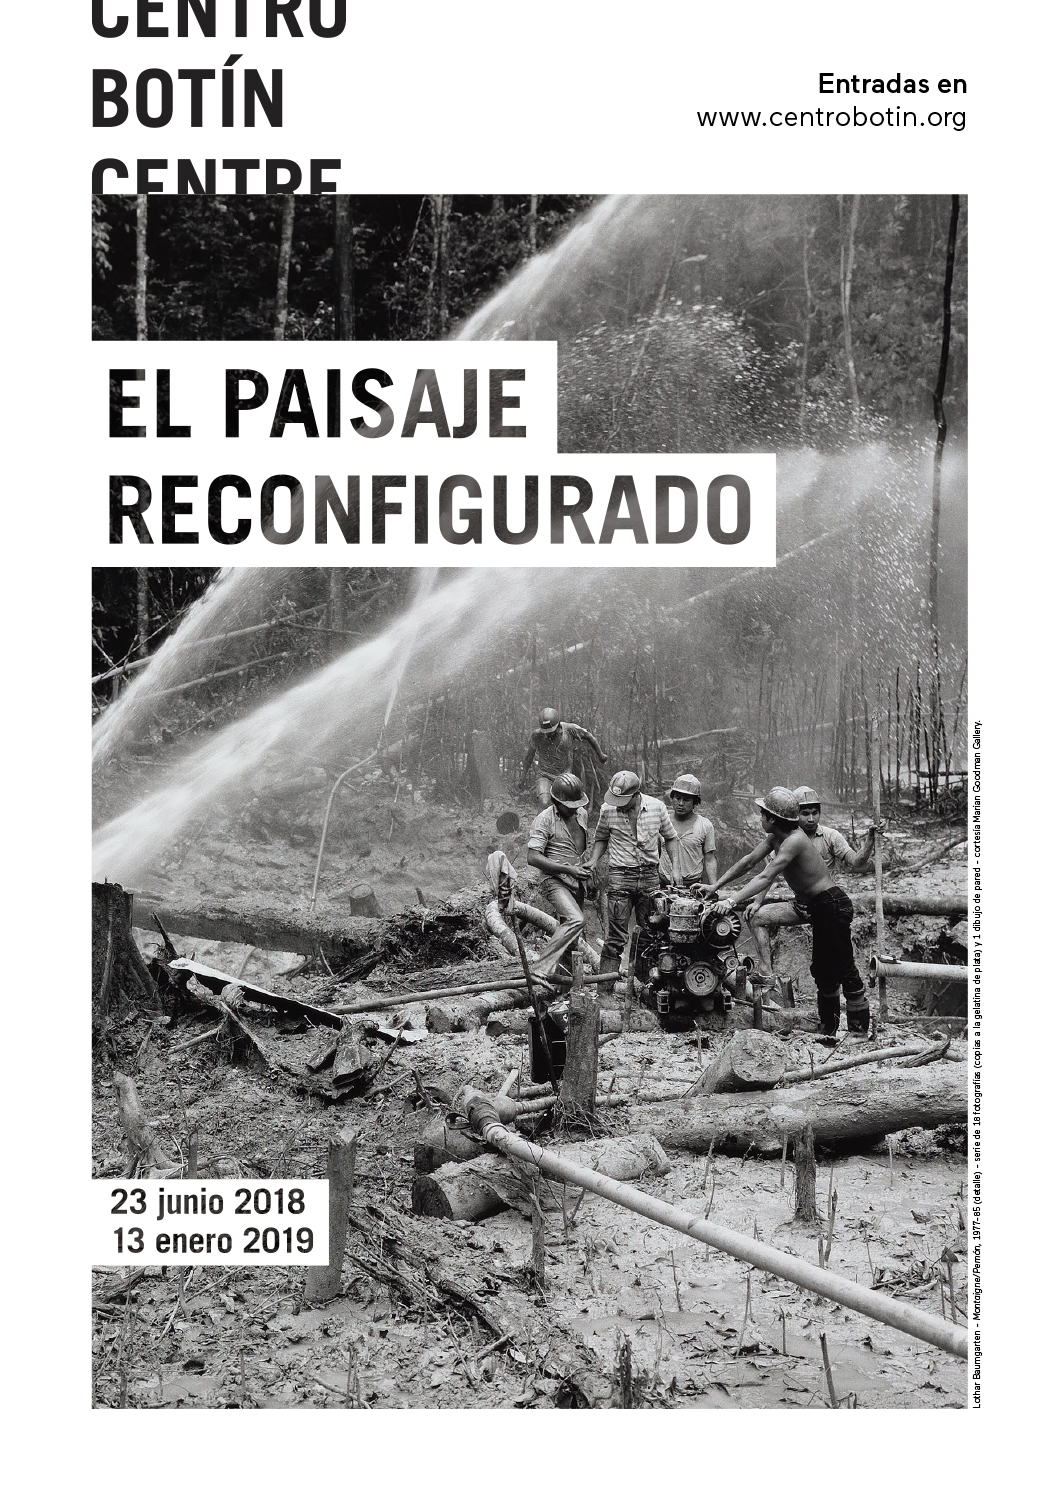 CENTRO
BOTÍN
CENTRE
Entradas en
www.centrobotin.org
EL PAISAJE
RECONFIGURADO
23 junio 2018
13 enero 2019
Lothar Baumgarten - Montaigne/Pemón, 1977-85 (detalle) - serie de 18 fotografías (copias a la gelatina de plata) y 1 dibujo de pared - cortesía Marian Goodman Gallery.